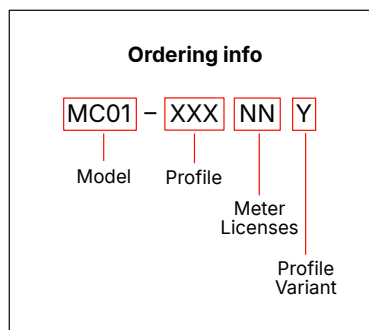 Ordering info
MC01 – XXX NN Y
Model Profile
Meter
Licenses
Profile
Variant